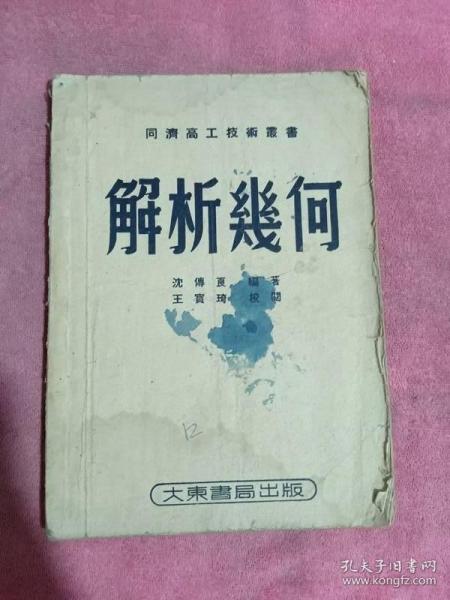 同濟高工技術叢書
解析幾何
沈傳良 編著
王寶琦 校閱
大東書局出版
孔夫子旧书网
www.kongfz.com